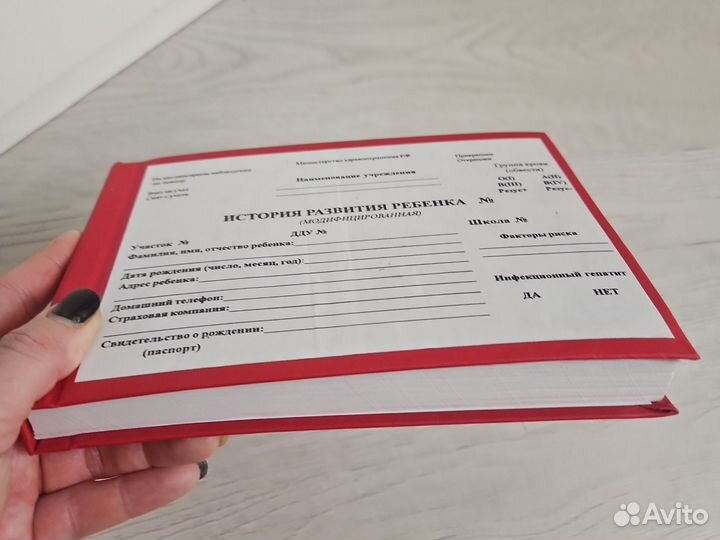 Министерство здравоохранения РФ
Наименование учреждения
Прививки
Группа крови
(обвести)
O(I) A(II)
B(III) B(IV)
Резус Резус
ИСТОРИЯ РАЗВИТИЯ РЕБЕНКА №
(МОДИФИЦИРОВАННАЯ)
Участок № ДДУ № Школа №
Фамилия, имя, отчество ребенка:
Факторы риска
Дата рождения (число, месяц, год):
Адрес ребенка:
Инфекционный гепатит
ДА НЕТ
Домашний телефон:
Страховая компания:
Свидетельство о рождении:
(паспорт)
Avito